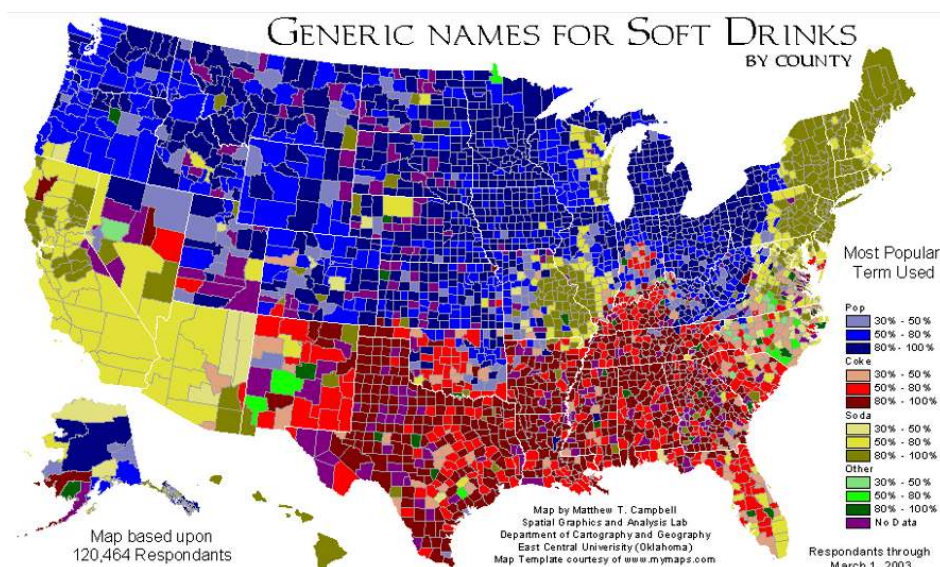 GENERIC NAMES FOR SOFT DRINKS
BY COUNTY
Most Popular
Term Used
Pop
30% - 50%
50% - 80%
80% - 100%
Coke
30% - 50%
50% - 80%
80% - 100%
Soda
30% - 50%
50% - 80%
80% - 100%
Other
30% - 50%
50% - 80%
80% - 100%
No Data
Map based upon
120,464 Respondants
Map by Matthew T. Campbell
Spatial Graphics and Analysis Lab
Department of Cartography and Geography
East Central Univeristy (Oklahoma)
Map Template courtesy of www.mymaps.com
Respondants through
March 1, 2003